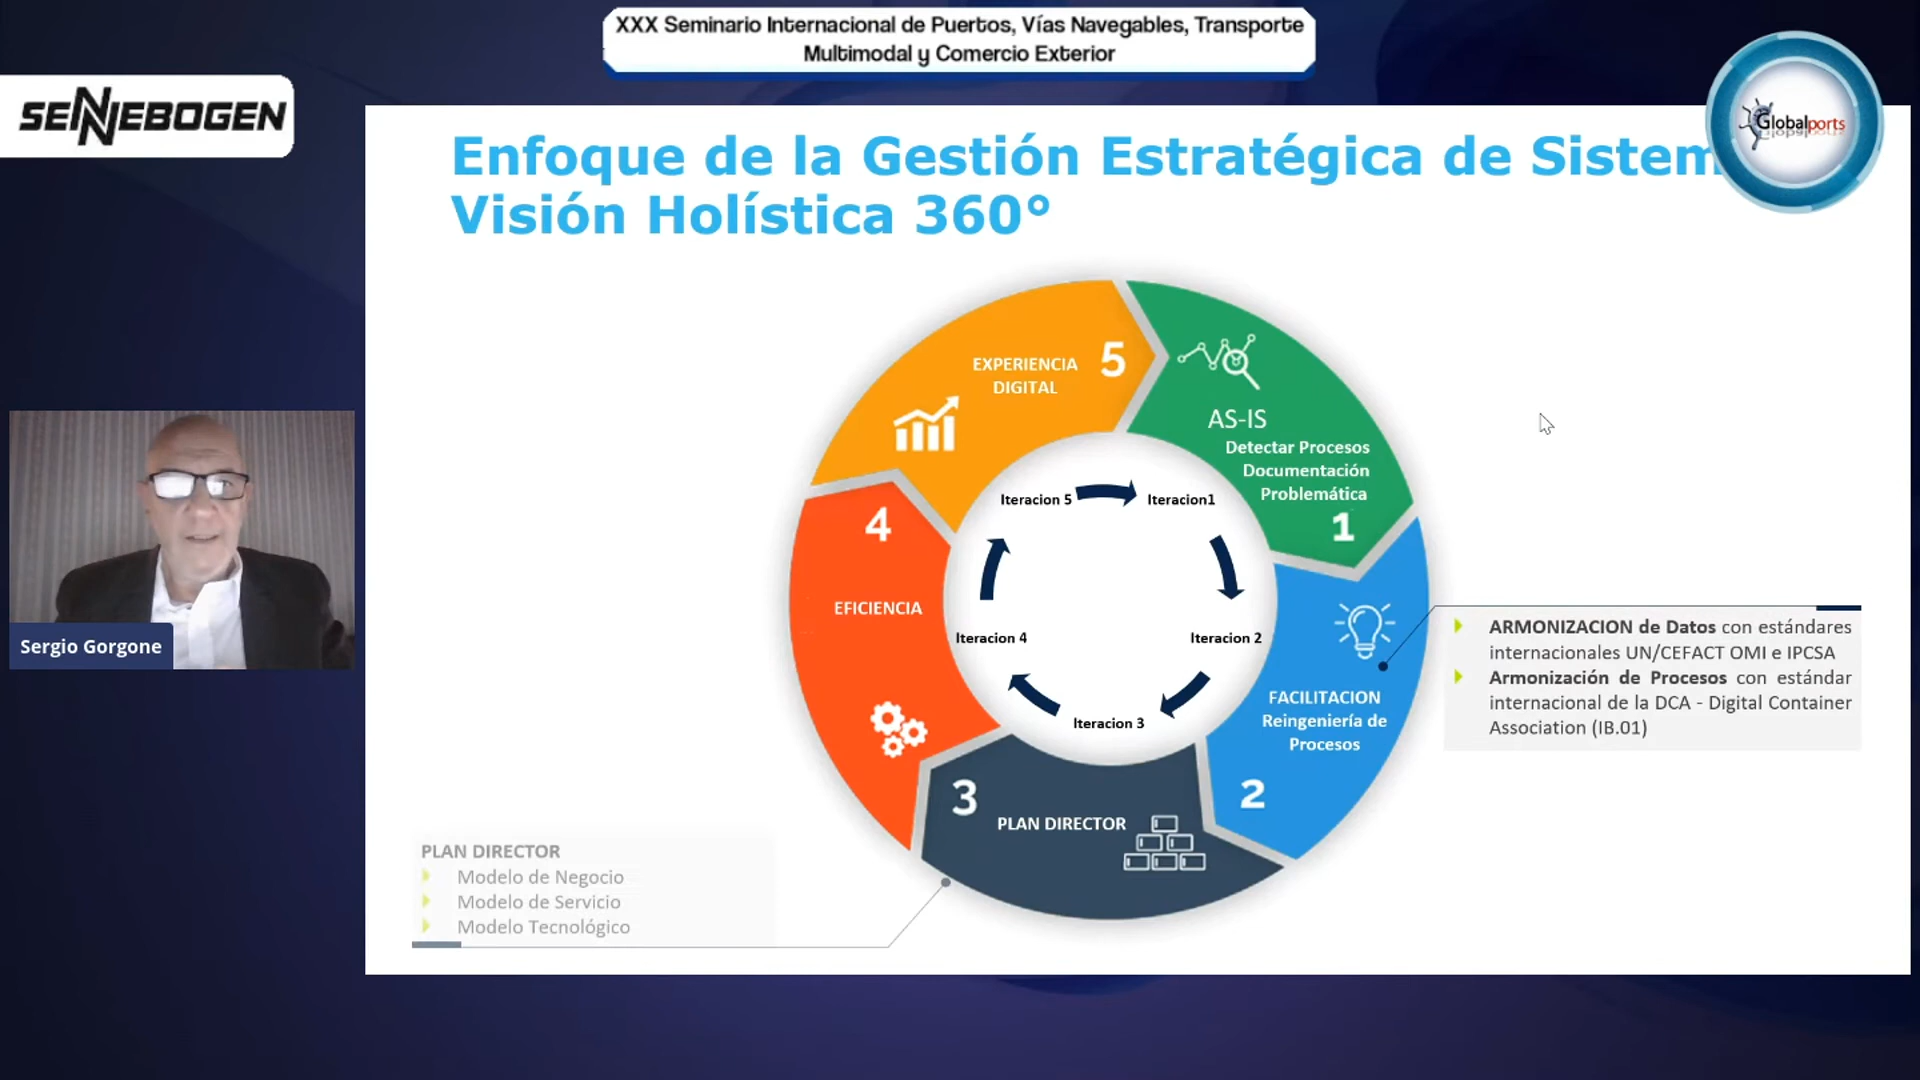 XXX Seminario Internacional de Puertos, Vías Navegables, Transporte
Multimodal y Comercio Exterior
SENNEBOGEN
Globalports
Enfoque de la Gestión Estratégica de Sistem
Visión Holística 360°
EXPERIENCIA
DIGITAL
5
AS-IS
Detectar Procesos
Documentación
Problemática
1
4
EFICIENCIA
Iteracion 5
Iteracion1
Iteracion 4
Iteracion 2
Iteracion 3
FACILITACION
Reingeniería de
Procesos
2
3
PLAN DIRECTOR
ARMONIZACION de Datos con estándares
internacionales UN/CEFACT OMI e IPCSA
Armonización de Procesos con estándar
internacional de la DCA - Digital Container
Association (IB.01)
Sergio Gorgone
PLAN DIRECTOR
Modelo de Negocio
Modelo de Servicio
Modelo Tecnológico